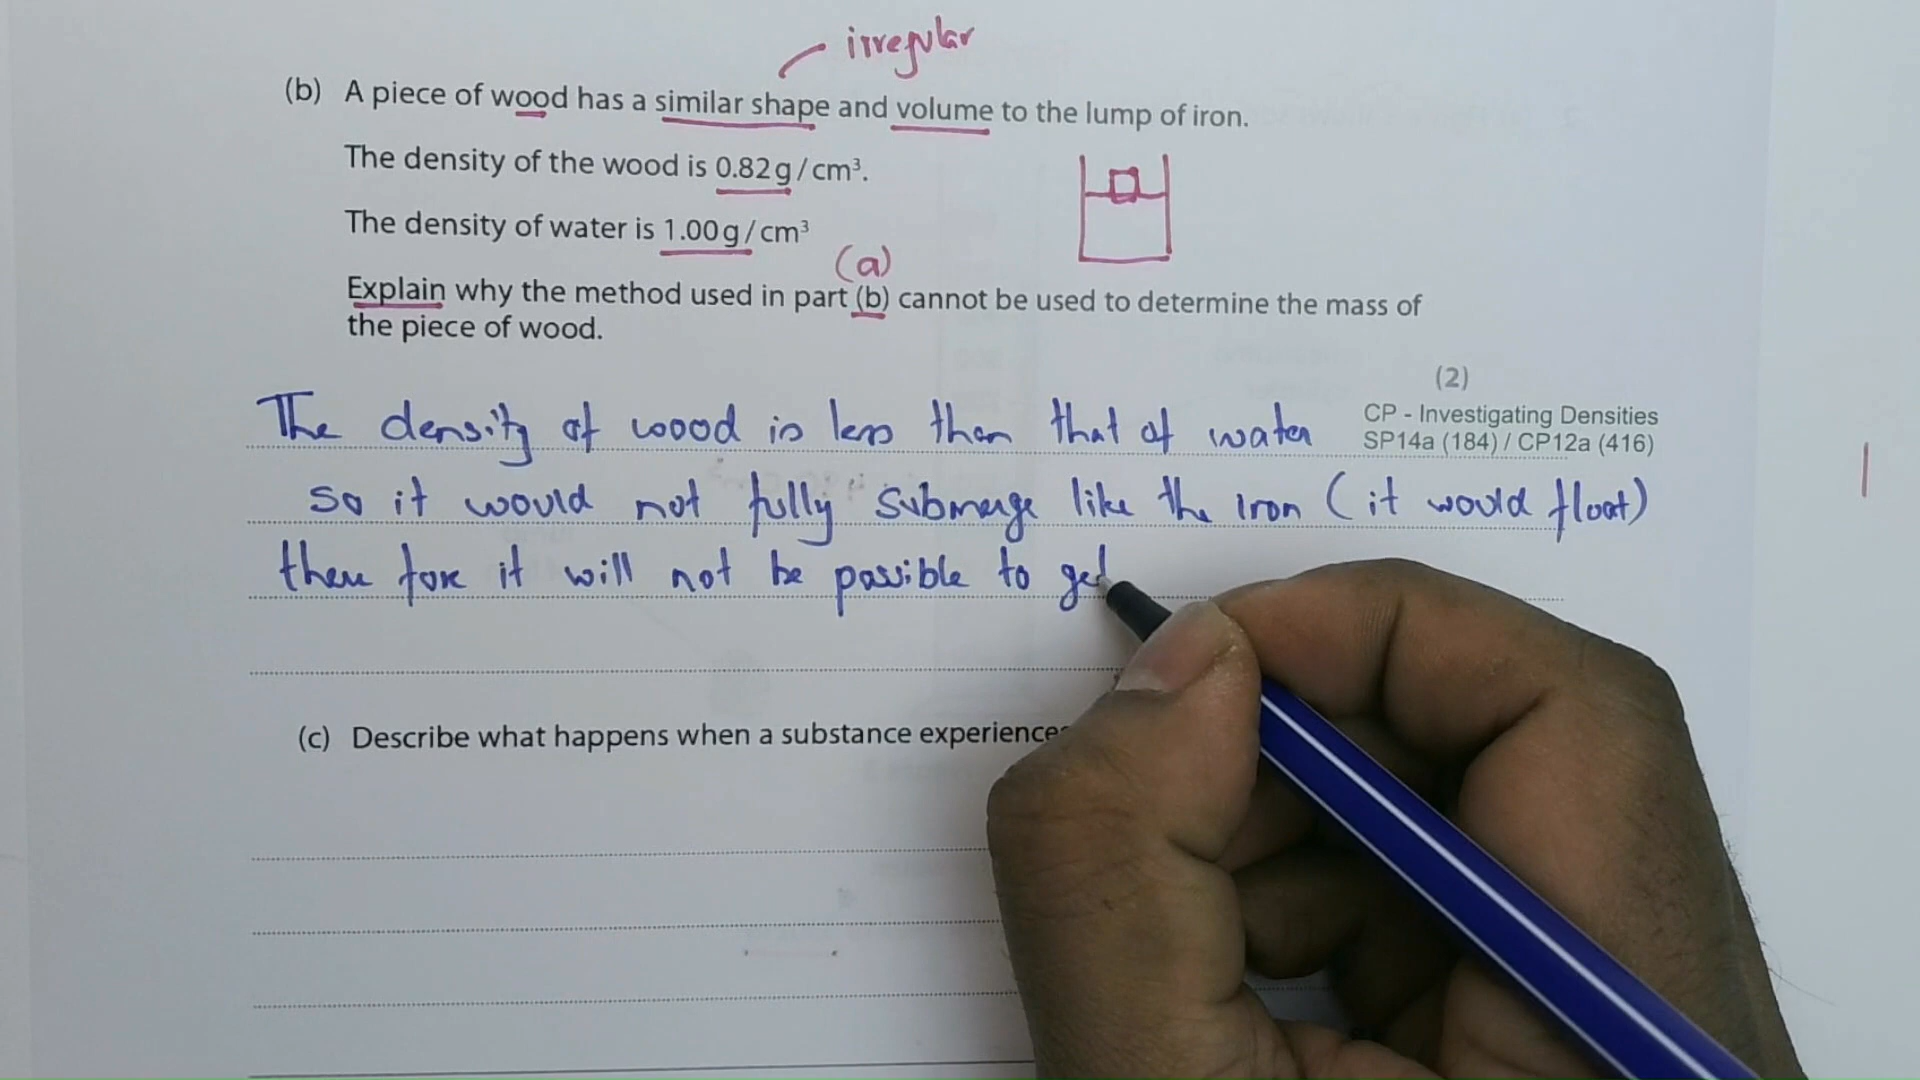 irregular
(b) A piece of wood has a similar shape and volume to the lump of iron.
The density of the wood is 0.82 g/cm³.
The density of water is 1.00 g/cm³
(a)
Explain why the method used in part (b) cannot be used to determine the mass of
the piece of wood.
(2)
CP - Investigating Densities
SP14a (184) / CP12a (416)
The density of wood is less than that of water
so it would not fully submerge like the iron (it would float)
there fore it will not be possible to get
(c) Describe what happens when a substance experiences